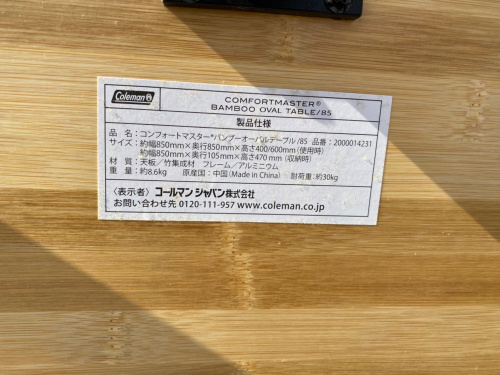 Coleman
COMFORTMASTER®
BAMBOO OVAL TABLE/85
製品仕様
品 名：コンフォートマスター®バンブーオーバルテーブル/85 品番：2000014231
サイズ：約幅850mm×奥行850mm×高さ400/600mm（使用時）
約幅850mm×奥行105mm×高さ470mm（収納時）
材 質：天板／竹集成材 フレーム／アルミニウム
重 量：約8.6kg 原産国：中国（Made in China） 耐荷重：約30kg
〈表示者〉コールマン ジャパン株式会社
お問い合わせ先 0120-111-957 www.coleman.co.jp